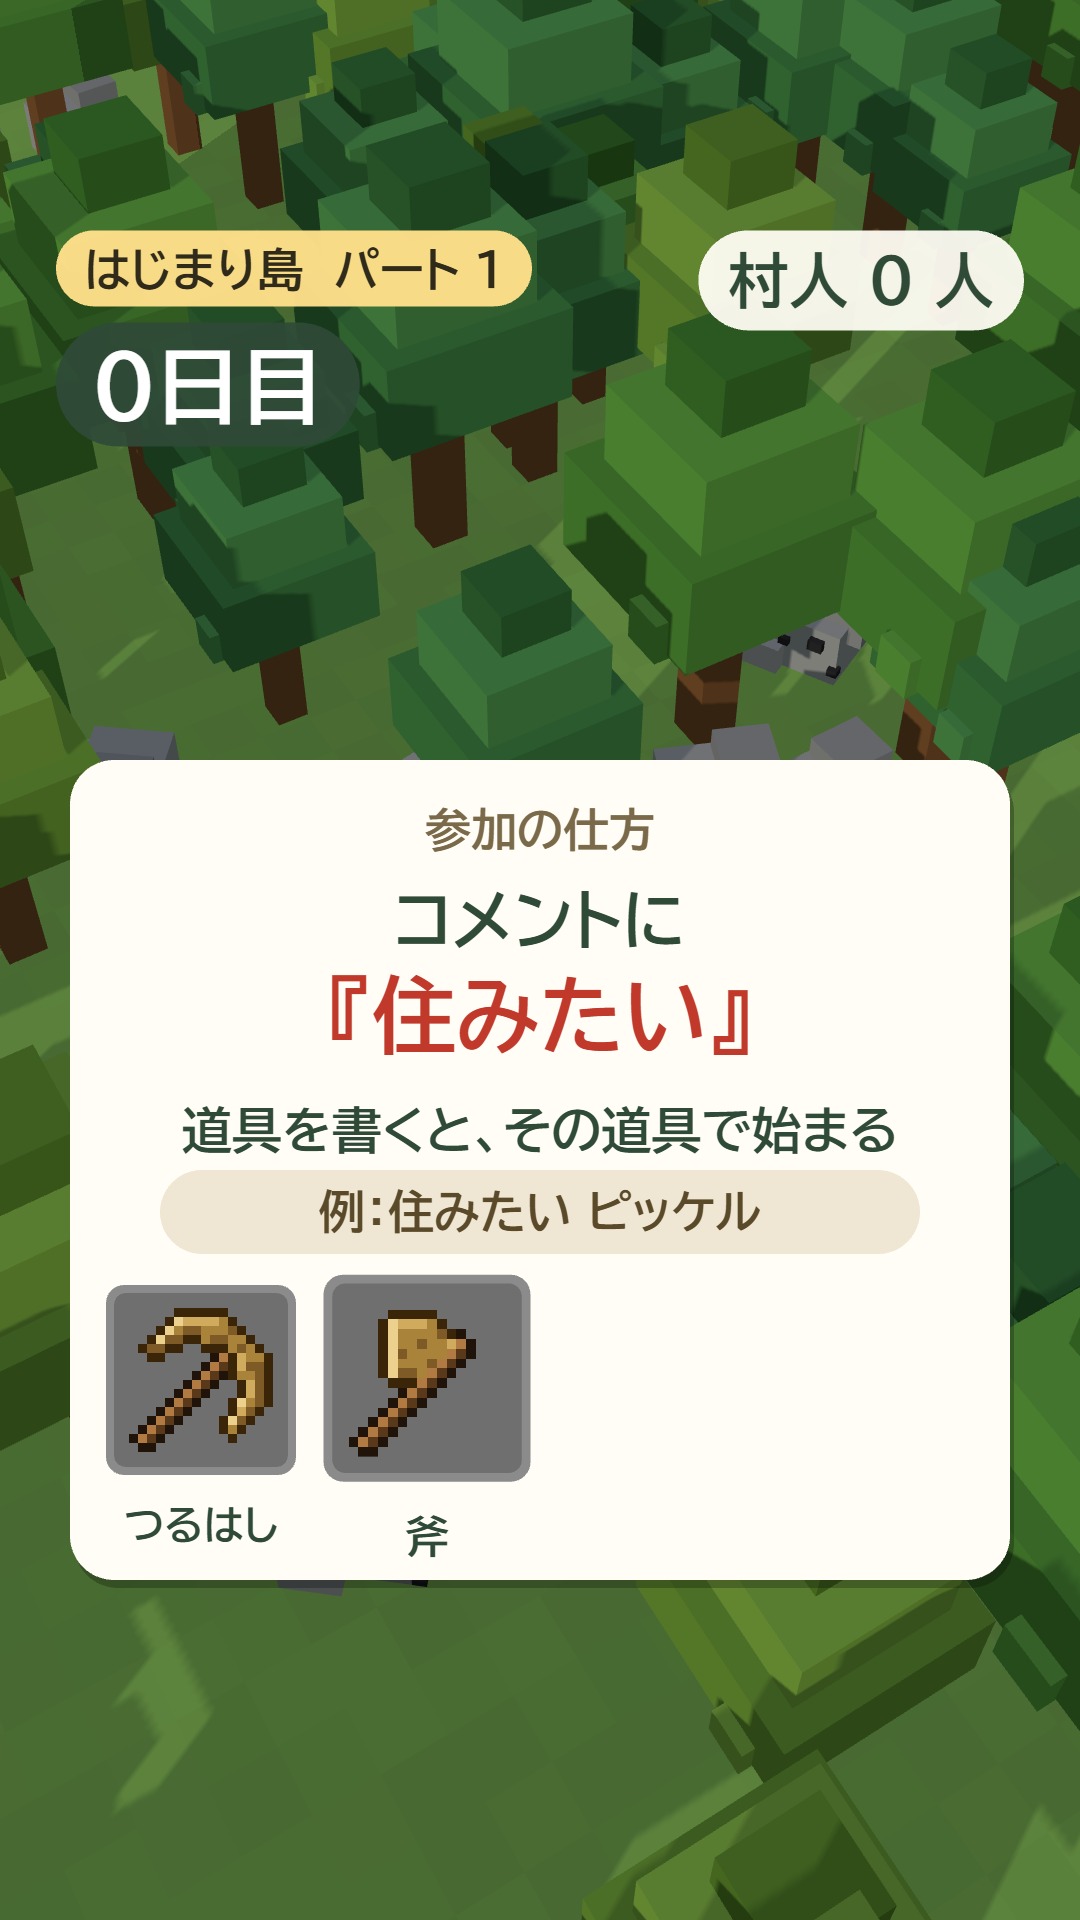 はじまり島 パート 1
村人 0 人
0日目
参加の仕方
コメントに
『住みたい』
道具を書くと、その道具で始まる
例：住みたい ピッケル
つるはし
斧